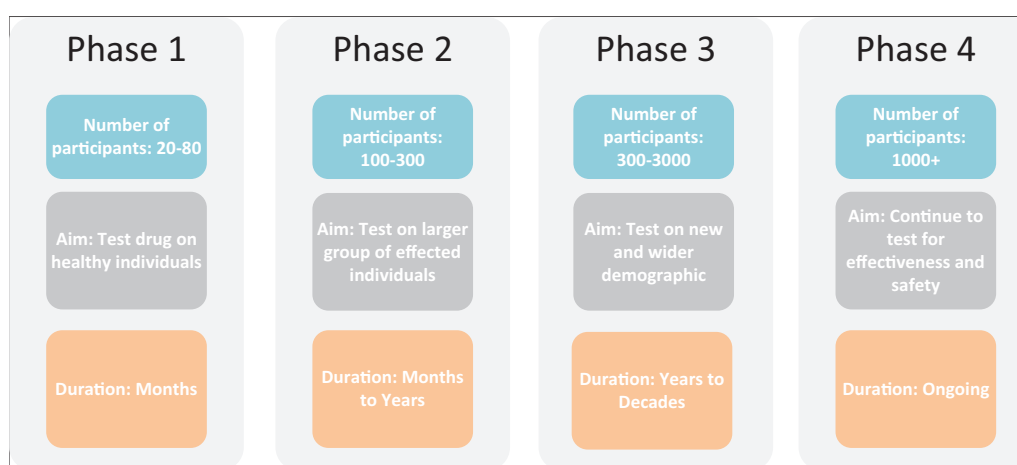 Phase 1
Number of
participants: 20-80
Aim: Test drug on
healthy individuals
Duration: Months
Phase 2
Number of
participants:
100-300
Aim: Test on larger
group of effected
individuals
Duration: Months
to Years
Phase 3
Number of
participants:
300-3000
Aim: Test on new
and wider
demographic
Duration: Years to
Decades
Phase 4
Number of
participants:
1000+
Aim: Continue to
test for
effectiveness and
safety
Duration: Ongoing